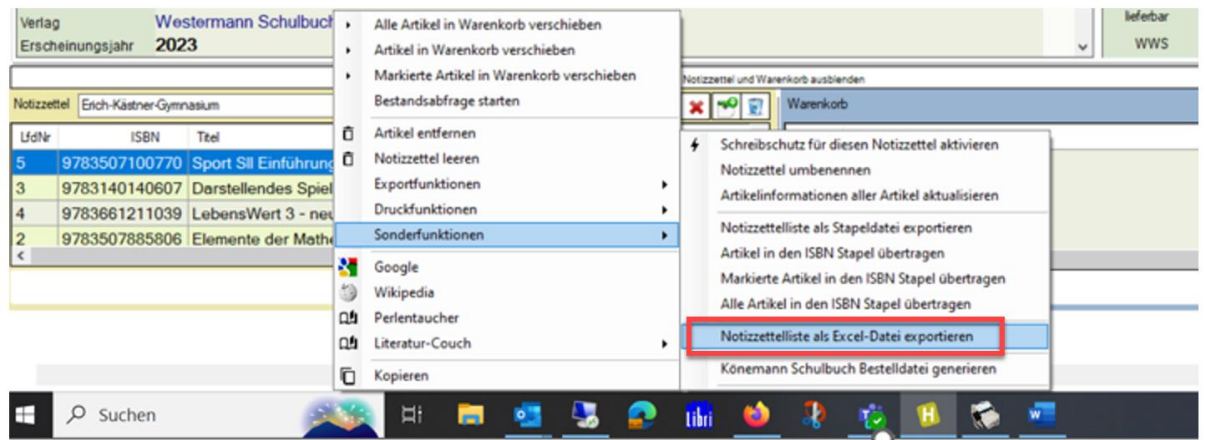 Verlag Westermann Schulbuch
Erscheinungsjahr 2023
lieferbar
WWS
Notizzettel und Warenkorb ausblenden
Notizzettel Erich-Kästner-Gymnasium
Warenkorb
LfdNr ISBN Titel
5 9783507100770 Sport SII Einführung
3 9783140140607 Darstellendes Spiel
4 9783661211039 LebensWert 3 - neu
2 9783507885806 Elemente der Mathe
Alle Artikel in Warenkorb verschieben
Artikel in Warenkorb verschieben
Markierte Artikel in Warenkorb verschieben
Bestandsabfrage starten
Artikel entfernen
Notizzettel leeren
Exportfunktionen
Druckfunktionen
Sonderfunktionen
Google
Wikipedia
Perlentaucher
Literatur-Couch
Kopieren
Schreibschutz für diesen Notizzettel aktivieren
Notizzettel umbenennen
Artikelinformationen aller Artikel aktualisieren
Notizzettelliste als Stapeldatei exportieren
Artikel in den ISBN Stapel übertragen
Markierte Artikel in den ISBN Stapel übertragen
Alle Artikel in den ISBN Stapel übertragen
Notizzettelliste als Excel-Datei exportieren
Könemann Schulbuch Bestelldatei generieren
Suchen
Libri
H